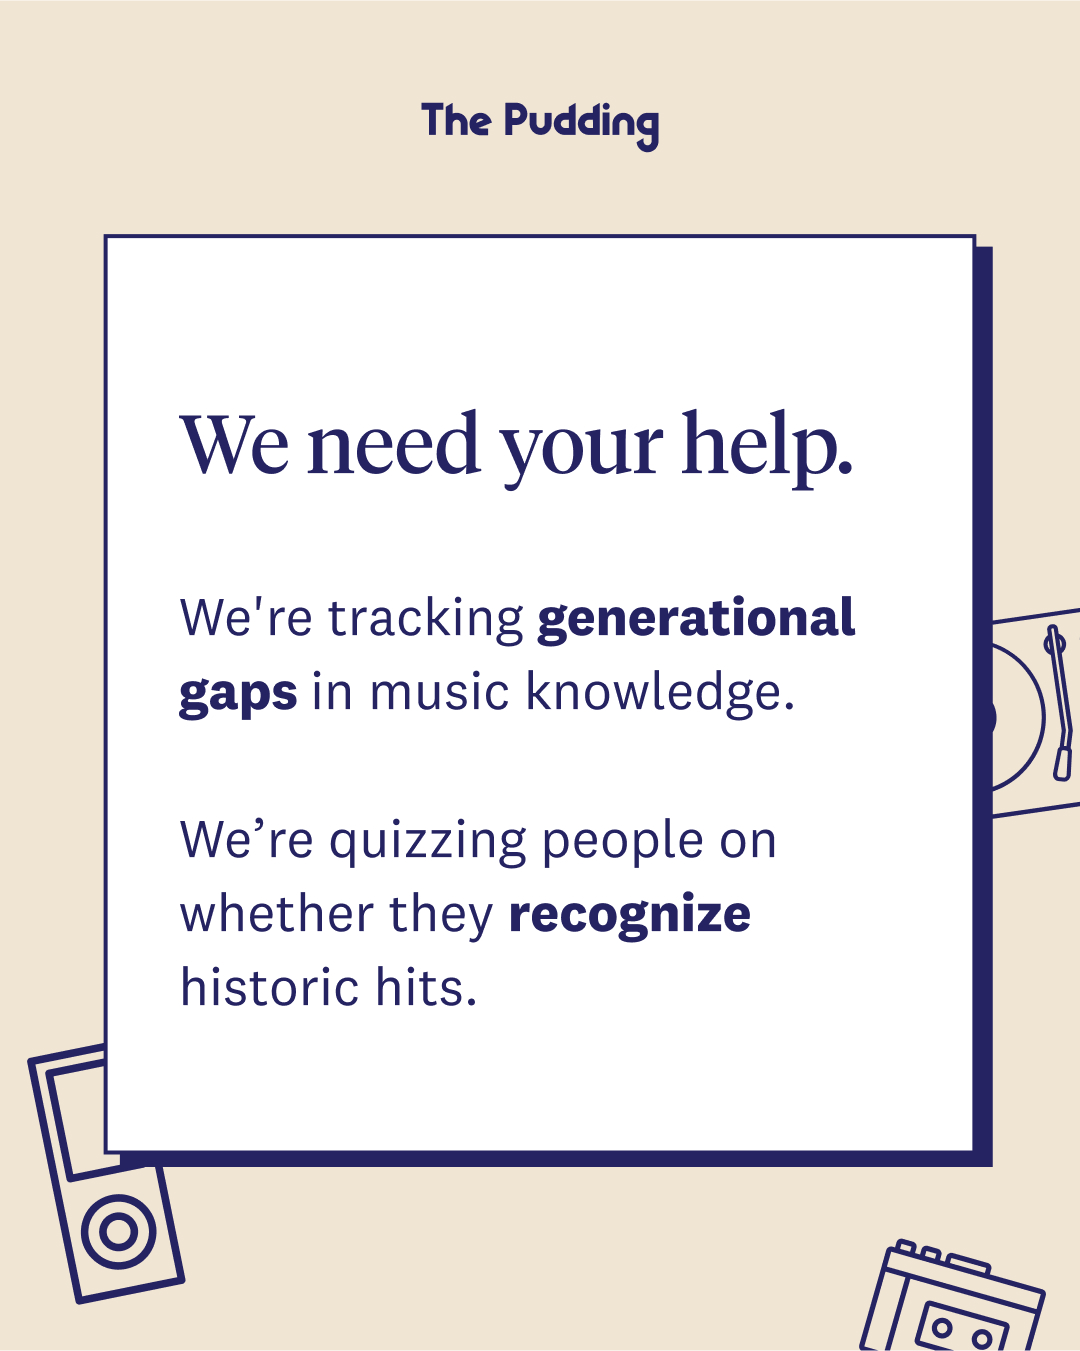 The Pudding
We need your help.
We're tracking generational
gaps in music knowledge.
We’re quizzing people on
whether they recognize
historic hits.